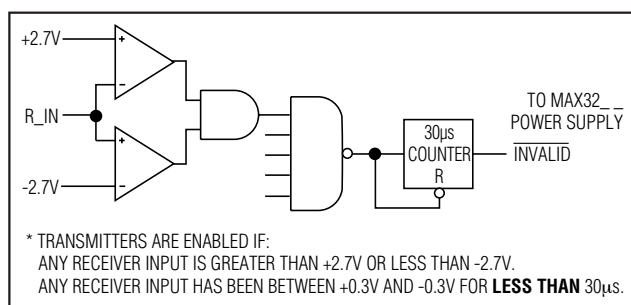 +2.7V
R_IN
-2.7V
30μs
COUNTER
R
TO MAX32_ _
POWER SUPPLY
INVALID
* TRANSMITTERS ARE ENABLED IF:
ANY RECEIVER INPUT IS GREATER THAN +2.7V OR LESS THAN -2.7V.
ANY RECEIVER INPUT HAS BEEN BETWEEN +0.3V AND -0.3V FOR LESS THAN 30μs.